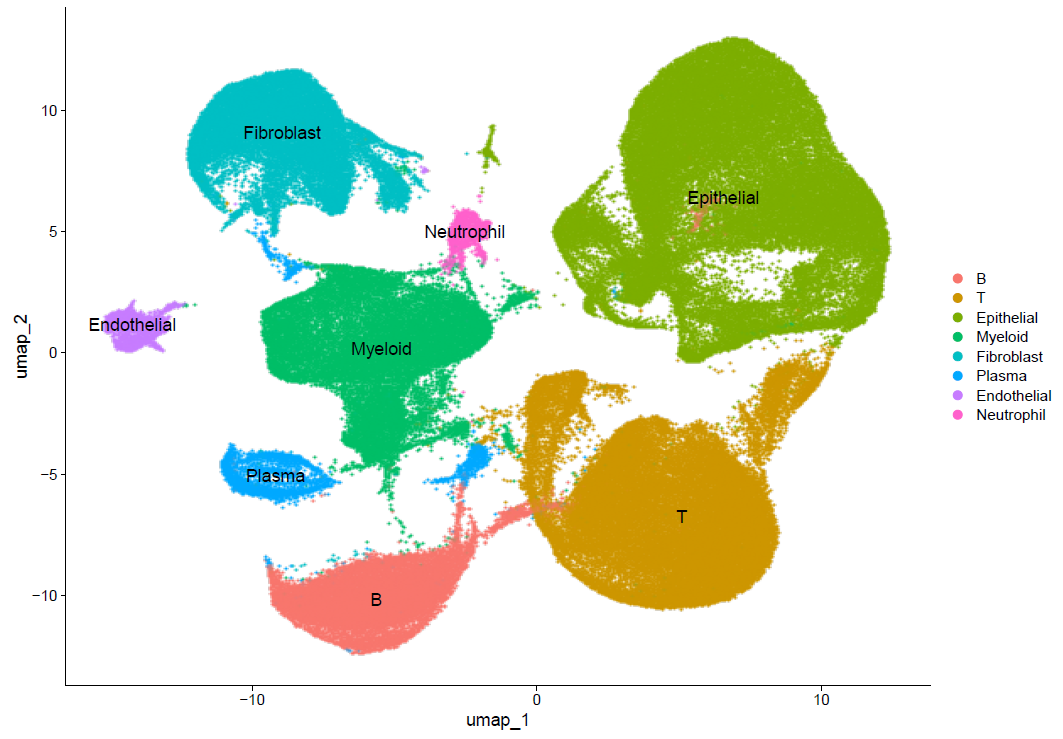 umap_2
10
5
0
−5
−10
Fibroblast
Epithelial
Neutrophil
Endothelial
Myeloid
Plasma
T
B
−10
0
10
umap_1
B
T
Epithelial
Myeloid
Fibroblast
Plasma
Endothelial
Neutrophil